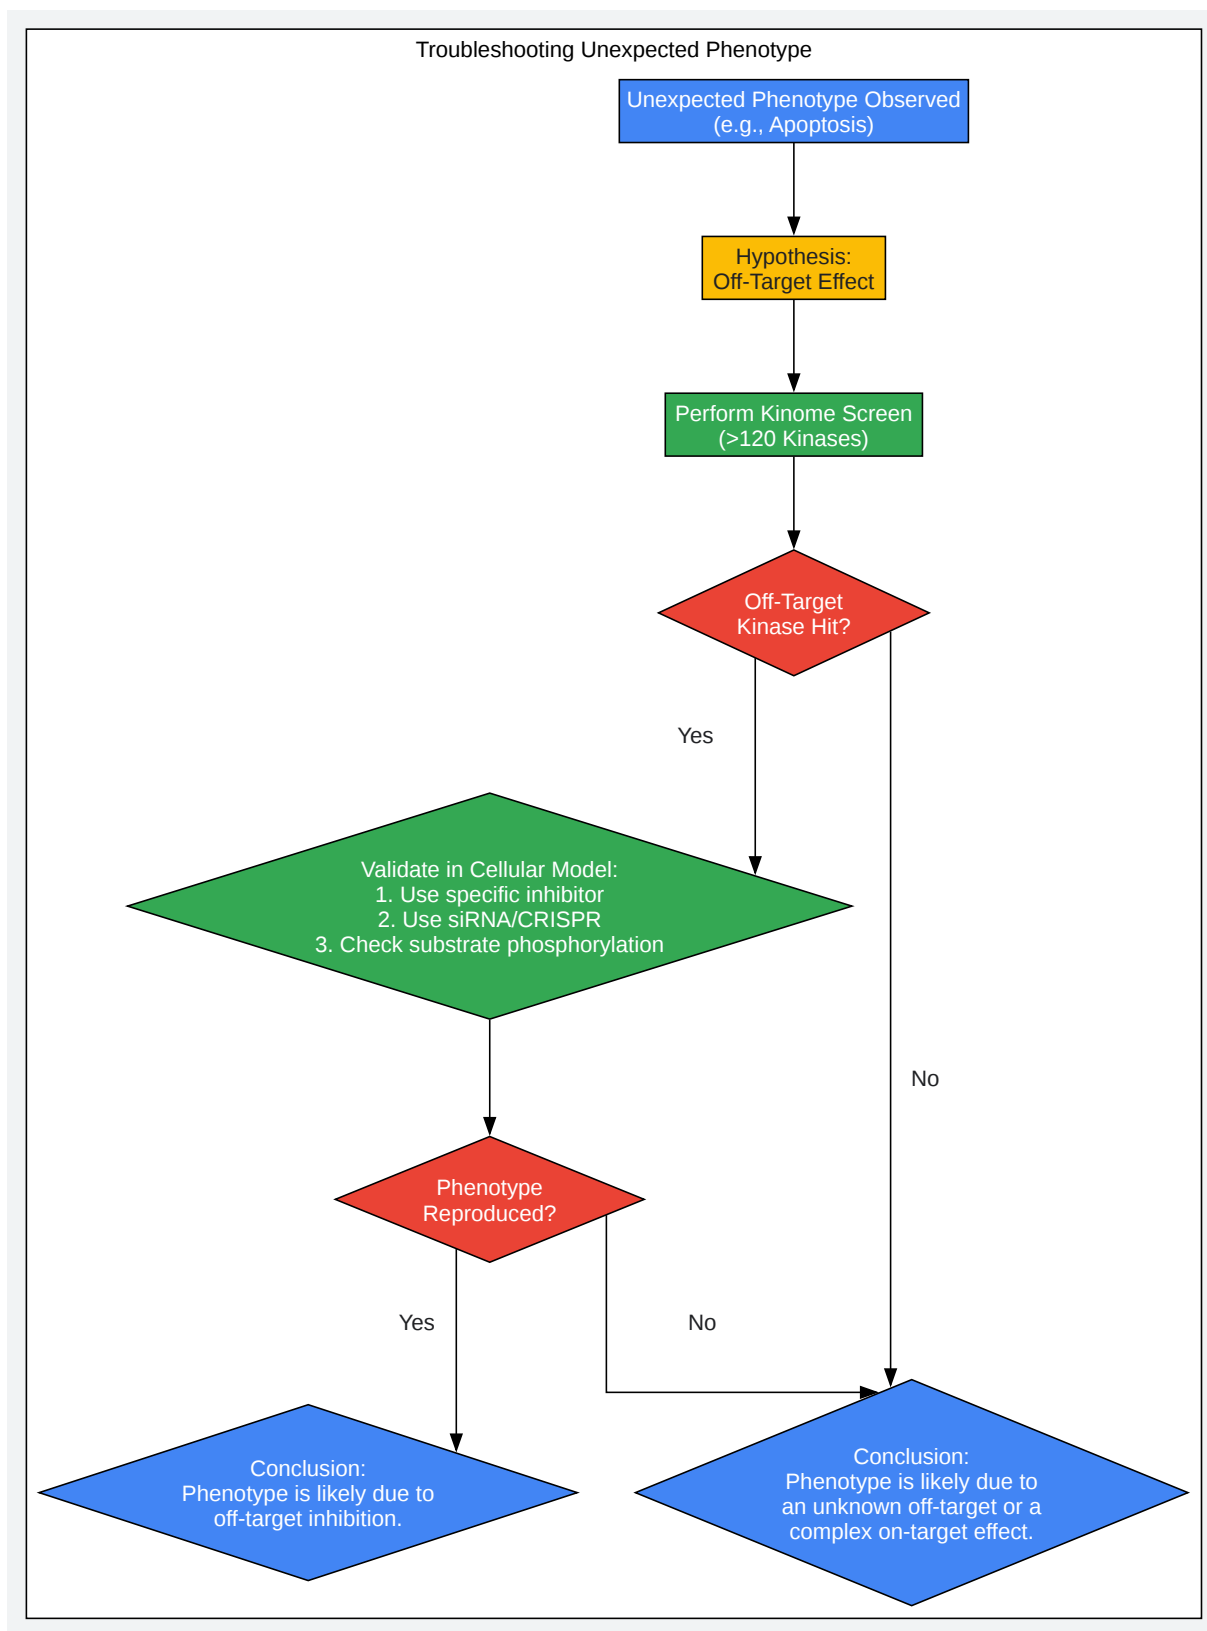 Troubleshooting Unexpected Phenotype
Unexpected Phenotype Observed
(e.g., Apoptosis)
Hypothesis:
Off-Target Effect
Perform Kinome Screen
(>120 Kinases)
Off-Target
Kinase Hit?
Yes
Validate in Cellular Model:
1. Use specific inhibitor
2. Use siRNA/CRISPR
3. Check substrate phosphorylation
No
Phenotype
Reproduced?
Yes
No
Conclusion:
Phenotype is likely due to
off-target inhibition.
Conclusion:
Phenotype is likely due to
an unknown off-target or a
complex on-target effect.